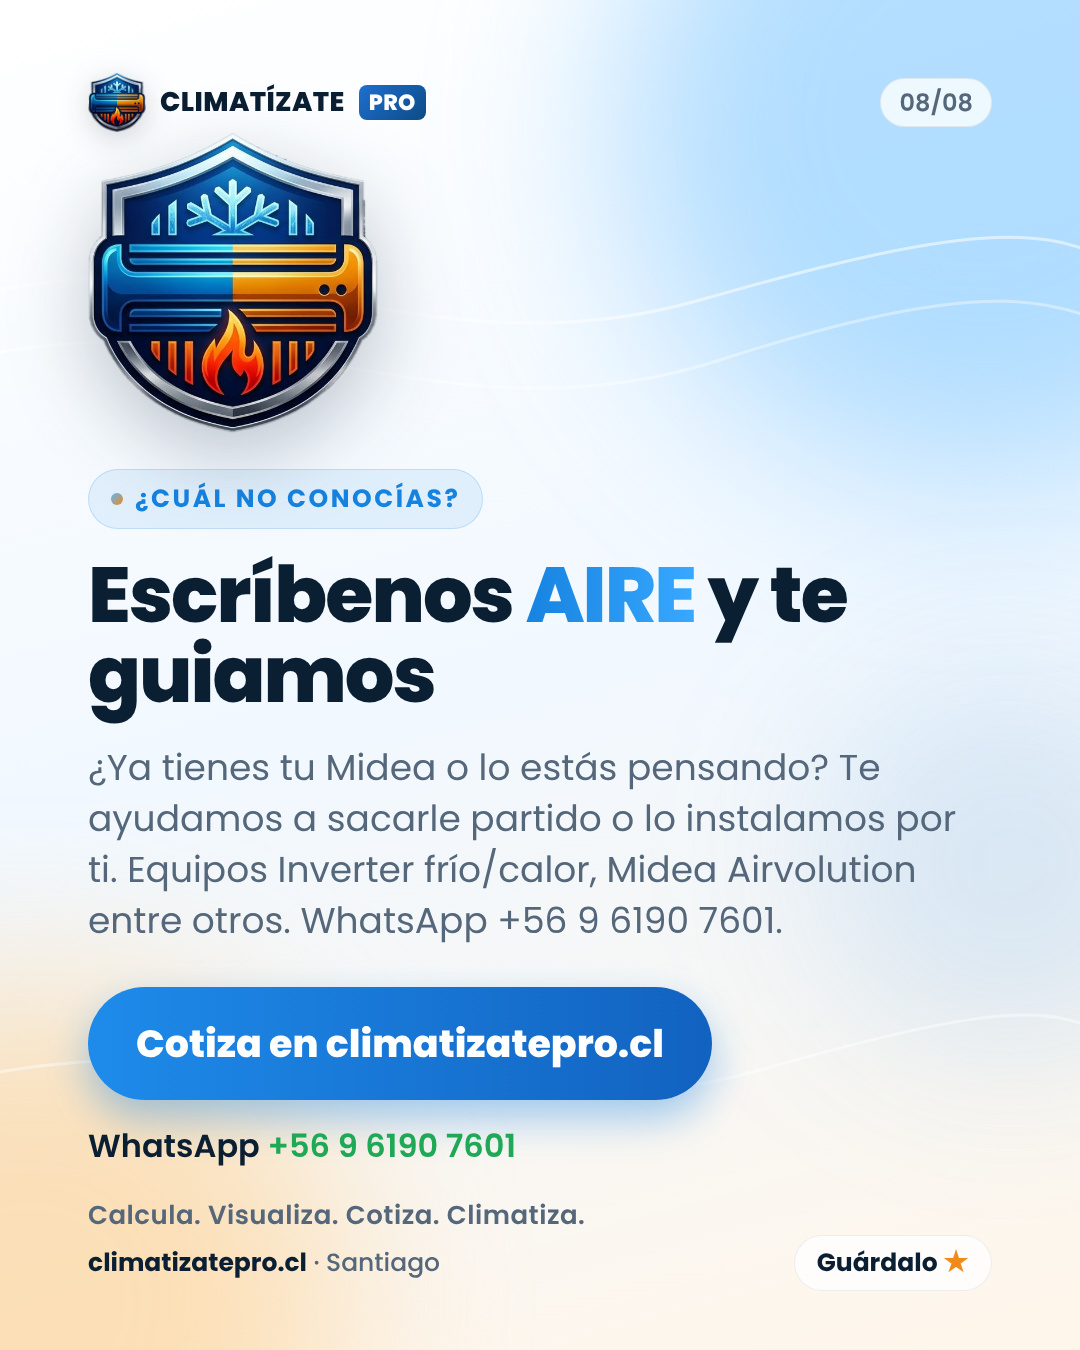 CLIMATÍZATE PRO
08/08
¿CUÁL NO CONOCÍAS?
Escríbenos AIRE y te
guiamos
¿Ya tienes tu Midea o lo estás pensando? Te
ayudamos a sacarle partido o lo instalamos por
ti. Equipos Inverter frío/calor, Midea Airvolution
entre otros. WhatsApp +56 9 6190 7601.
Cotiza en climatizatepro.cl
WhatsApp +56 9 6190 7601
Calcula. Visualiza. Cotiza. Climatiza.
climatizatepro.cl · Santiago
Guárdalo ★